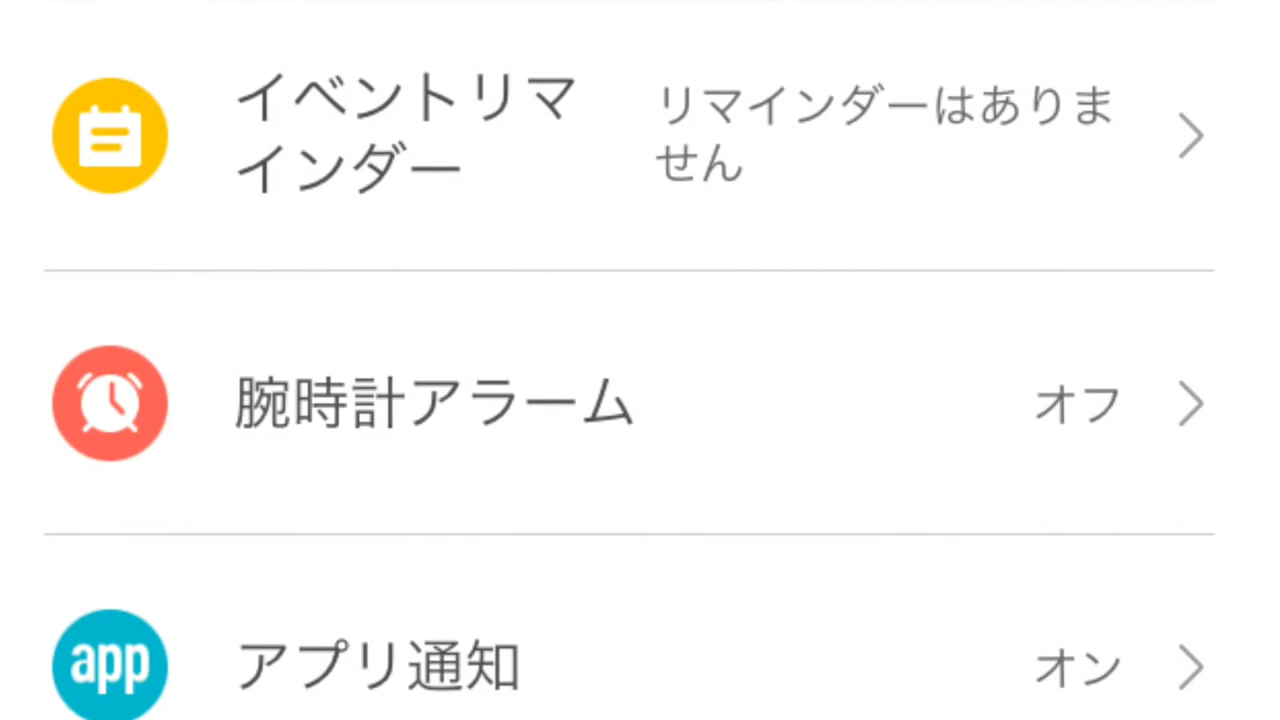 イベントリマ
インダー
リマインダーはありま
せん
腕時計アラーム
オフ
app
アプリ通知
オン